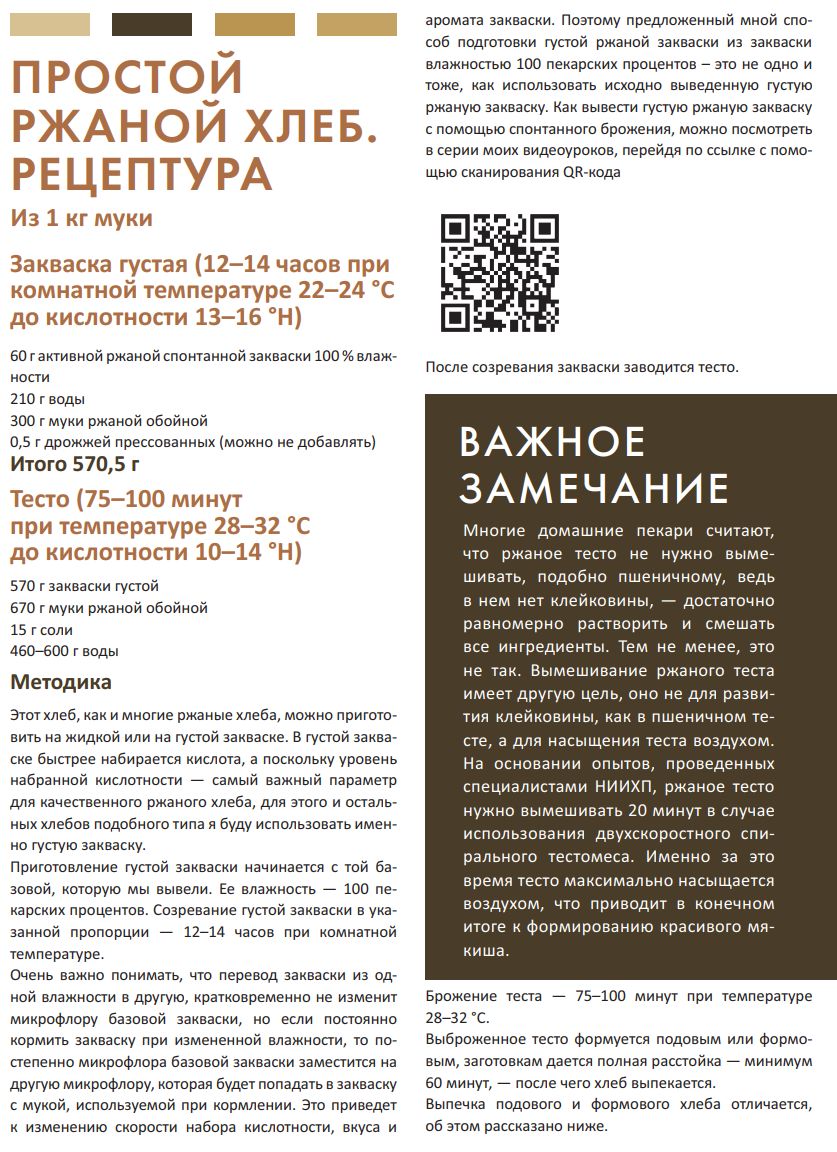 ПРОСТОЙ
РЖАНОЙ ХЛЕБ.
РЕЦЕПТУРА
Из 1 кг муки
Закваска густая (12–14 часов при
комнатной температуре 22–24 °С
до кислотности 13–16 °Н)
60 г активной ржаной спонтанной закваски 100 % влаж-
ности
210 г воды
300 г муки ржаной обойной
0,5 г дрожжей прессованных (можно не добавлять)
Итого 570,5 г
Тесто (75–100 минут
при температуре 28–32 °С
до кислотности 10–14 °Н)
570 г закваски густой
670 г муки ржаной обойной
15 г соли
460–600 г воды
Методика
Этот хлеб, как и многие ржаные хлеба, можно пригото-
вить на жидкой или на густой закваске. В густой заква-
ске быстрее набирается кислота, а поскольку уровень
набранной кислотности — самый важный параметр
для качественного ржаного хлеба, для этого и осталь-
ных хлебов подобного типа я буду использовать имен-
но густую закваску.
Приготовление густой закваски начинается с той ба-
зовой, которую мы вывели. Ее влажность — 100 пе-
карских процентов. Созревание густой закваски в ука-
занной пропорции — 12–14 часов при комнатной
температуре.
Очень важно понимать, что перевод закваски из од-
ной влажности в другую, кратковременно не изменит
микрофлору базовой закваски, но если постоянно
кормить закваску при измененной влажности, то по-
степенно микрофлора базовой закваски заместится на
другую микрофлору, которая будет попадать в закваску
с мукой, используемой при кормлении. Это приведет
к изменению скорости набора кислотности, вкуса и
аромата закваски. Поэтому предложенный мной спо-
соб подготовки густой ржаной закваски из закваски
влажностью 100 пекарских процентов – это не одно и
тоже, как использовать исходно выведенную густую
ржаную закваску. Как вывести густую ржаную закваску
с помощью спонтанного брожения, можно посмотреть
в серии моих видеоуроков, перейдя по ссылке с помо-
щью сканирования QR-кода
После созревания закваски заводится тесто.
ВАЖНОЕ
ЗАМЕЧАНИЕ
Многие домашние пекари считают,
что ржаное тесто не нужно выме-
шивать, подобно пшеничному, ведь
в нем нет клейковины, — достаточно
равномерно растворить и смешать
все ингредиенты. Тем не менее, это
не так. Вымешивание ржаного теста
имеет другую цель, оно не для разви-
тия клейковины, как в пшеничном те-
сте, а для насыщения теста воздухом.
На основании опытов, проведенных
специалистами НИИХП, ржаное тесто
нужно вымешивать 20 минут в случае
использования двухскоростного спи-
рального тестомеса. Именно за это
время тесто максимально насыщается
воздухом, что приводит в конечном
итоге к формированию красивого мя-
киша.
Брожение теста — 75–100 минут при температуре
28–32 °С.
Выброженное тесто формуется подовым или формо-
вым, заготовкам дается полная расстойка — минимум
60 минут, — после чего хлеб выпекается.
Выпечка подового и формового хлеба отличается,
об этом рассказано ниже.